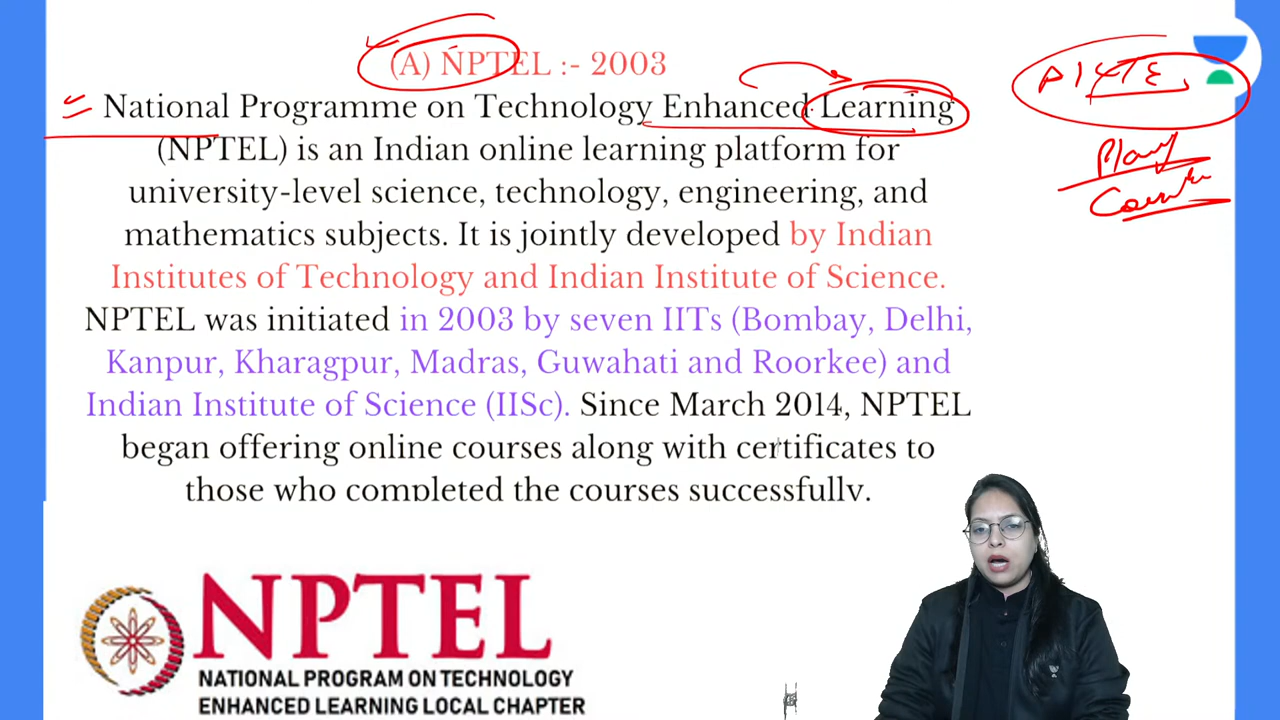 (A) NPTEL :- 2003
National Programme on Technology Enhanced Learning
(NPTEL) is an Indian online learning platform for
university-level science, technology, engineering, and
mathematics subjects. It is jointly developed by Indian
Institutes of Technology and Indian Institute of Science.
NPTEL was initiated in 2003 by seven IITs (Bombay, Delhi,
Kanpur, Kharagpur, Madras, Guwahati and Roorkee) and
Indian Institute of Science (IISc). Since March 2014, NPTEL
began offering online courses along with certificates to
those who completed the courses successfully.
NPTEL
NATIONAL PROGRAM ON TECHNOLOGY
ENHANCED LEARNING LOCAL CHAPTER